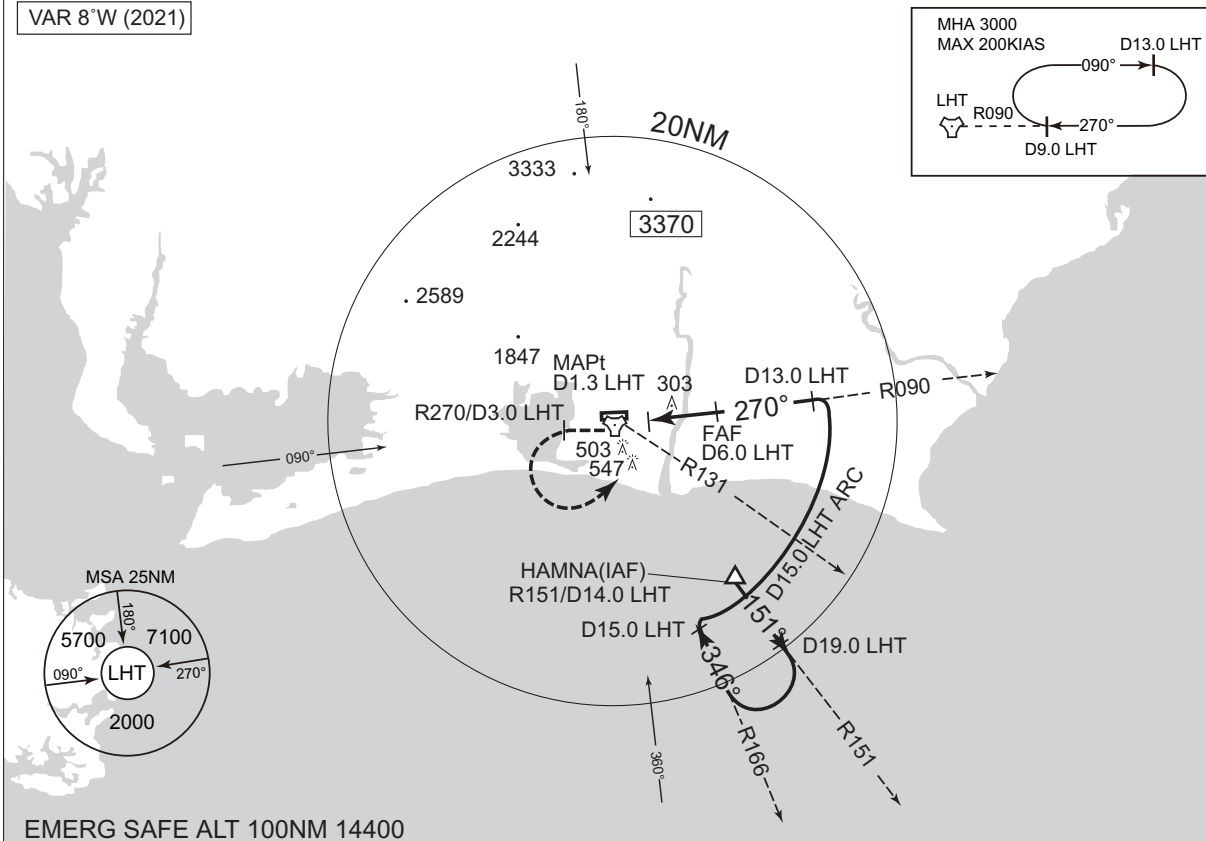 VAR 8°W (2021)
MHA 3000
MAX 200KIAS
D13.0 LHT
090°
LHT
R090
270°
D9.0 LHT
180°
20NM
3333
3370
2244
2589
1847
MAPt
D1.3 LHT
303
D13.0 LHT
R090
R270/D3.0 LHT
270°
FAF
D6.0 LHT
503
547
R131
090°
D15.0 LHT ARC
HAMNA(IAF)
R151/D14.0 LHT
151°
D15.0 LHT
D19.0 LHT
346°
R166
R151
360°
MSA 25NM
180°
5700
7100
090°
LHT
270°
2000
EMERG SAFE ALT 100NM 14400